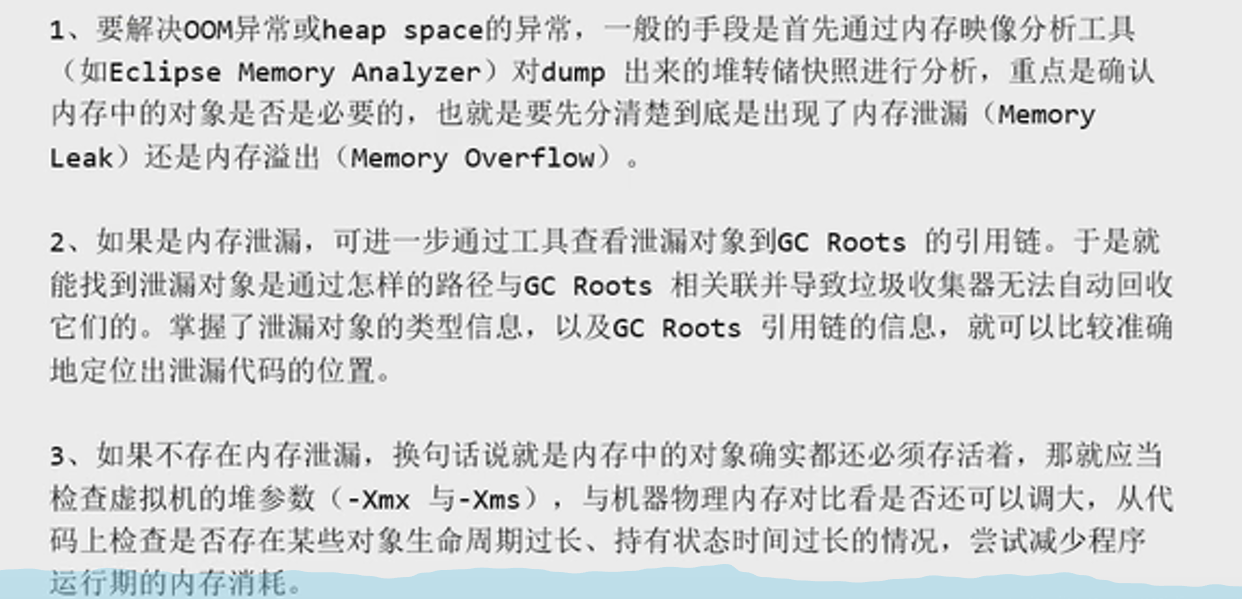 1、要解决OOM异常或heap space的异常，一般的手段是首先通过内存映像分析工具
（如Eclipse Memory Analyzer）对dump 出来的堆转储快照进行分析，重点是确认
内存中的对象是否是必要的，也就是要先分清楚到底是出现了内存泄漏（Memory
Leak）还是内存溢出（Memory Overflow）。
2、如果是内存泄漏，可进一步通过工具查看泄漏对象到GC Roots 的引用链。于是就
能找到泄漏对象是通过怎样的路径与GC Roots 相关联并导致垃圾收集器无法自动回收
它们的。掌握了泄漏对象的类型信息，以及GC Roots 引用链的信息，就可以比较准确
地定位出泄漏代码的位置。
3、如果不存在内存泄漏，换句话说就是内存中的对象确实都还必须存活着，那就应当
检查虚拟机的堆参数（-Xmx 与-Xms），与机器物理内存对比看是否还可以调大，从代
码上检查是否存在某些对象生命周期过长、持有状态时间过长的情况，尝试减少程序
运行期的内存消耗。